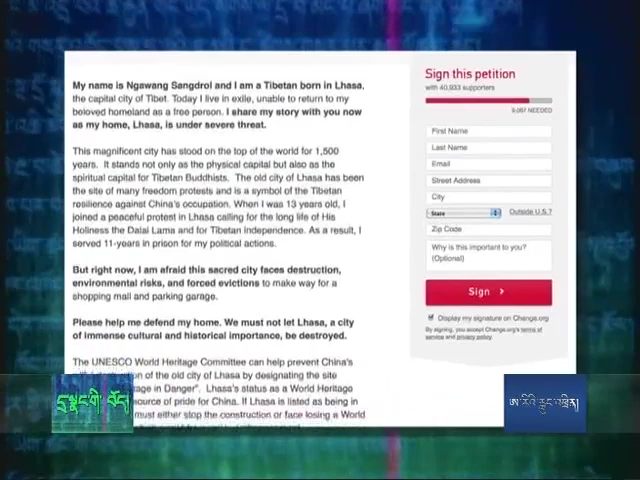 My name is Ngawang Sangdrol and I am a Tibetan born in Lhasa,
the capital city of Tibet. Today I live in exile, unable to return to my
beloved homeland as a free person. I share my story with you now
as my home, Lhasa, is under severe threat.
This magnificent city has stood on the top of the world for 1,500
years. It stands not only as the physical capital but also as the
spiritual capital for Tibetan Buddhists. The old city of Lhasa has been
the site of many freedom protests and is a symbol of the Tibetan
resilience against China's occupation. When I was 13 years old, I
joined a peaceful protest in Lhasa calling for the long life of His
Holiness the Dalai Lama and for Tibetan independence. As a result, I
served 11-years in prison for my political actions.
But right now, I am afraid this sacred city faces destruction,
environmental risks, and forced evictions to make way for a
shopping mall and parking garage.
Please help me defend my home. We must not let Lhasa, a city
of immense cultural and historical importance, be destroyed.
The UNESCO World Heritage Committee can help prevent China's
of the old city of Lhasa by designating the site
in Danger". Lhasa's status as a World Heritage
source of pride for China. If Lhasa is listed as being in
must either stop the construction or face losing a World
Sign this petition
with 40,933 supporters
9,067 NEEDED
First Name
Last Name
Email
Street Address
City
State
Outside U.S.?
Zip Code
Why is this important to you?
(Optional)
Sign >
Display my signature on Change.org
By signing, you accept Change.org's terms of
service and privacy policy.
དྲ་སྣང་གི་ བོད།
ཨ་རིའི་རླུང་འཕྲིན།